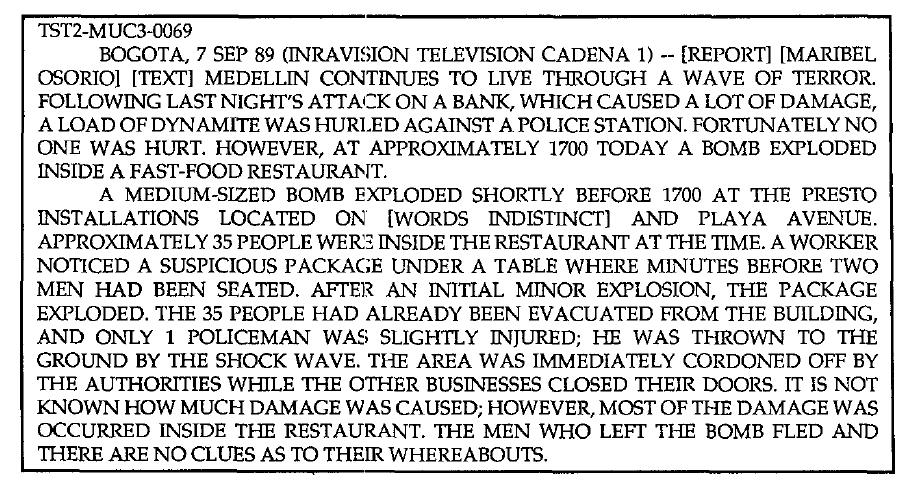 TST2-MUC3-0069
BOGOTA, 7 SEP 89 (INRAVISION TELEVISION CADENA 1) -- [REPORT] [MARIBEL
OSORIO] [TEXT] MEDELLIN CONTINUES TO LIVE THROUGH A WAVE OF TERROR.
FOLLOWING LAST NIGHT'S ATTACK ON A BANK, WHICH CAUSED A LOT OF DAMAGE,
A LOAD OF DYNAMITE WAS HURLED AGAINST A POLICE STATION. FORTUNATELY NO
ONE WAS HURT. HOWEVER, AT APPROXIMATELY 1700 TODAY A BOMB EXPLODED
INSIDE A FAST-FOOD RESTAURANT.
A MEDIUM-SIZED BOMB EXPLODED SHORTLY BEFORE 1700 AT THE PRESTO
INSTALLATIONS LOCATED ON [WORDS INDISTINCT] AND PLAYA AVENUE.
APPROXIMATELY 35 PEOPLE WERE INSIDE THE RESTAURANT AT THE TIME. A WORKER
NOTICED A SUSPICIOUS PACKAGE UNDER A TABLE WHERE MINUTES BEFORE TWO
MEN HAD BEEN SEATED. AFTER AN INITIAL MINOR EXPLOSION, THE PACKAGE
EXPLODED. THE 35 PEOPLE HAD ALREADY BEEN EVACUATED FROM THE BUILDING,
AND ONLY 1 POLICEMAN WAS SLIGHTLY INJURED; HE WAS THROWN TO THE
GROUND BY THE SHOCK WAVE. THE AREA WAS IMMEDIATELY CORDONED OFF BY
THE AUTHORITIES WHILE THE OTHER BUSINESSES CLOSED THEIR DOORS. IT IS NOT
KNOWN HOW MUCH DAMAGE WAS CAUSED; HOWEVER, MOST OF THE DAMAGE WAS
OCCURRED INSIDE THE RESTAURANT. THE MEN WHO LEFT THE BOMB FLED AND
THERE ARE NO CLUES AS TO THEIR WHEREABOUTS.